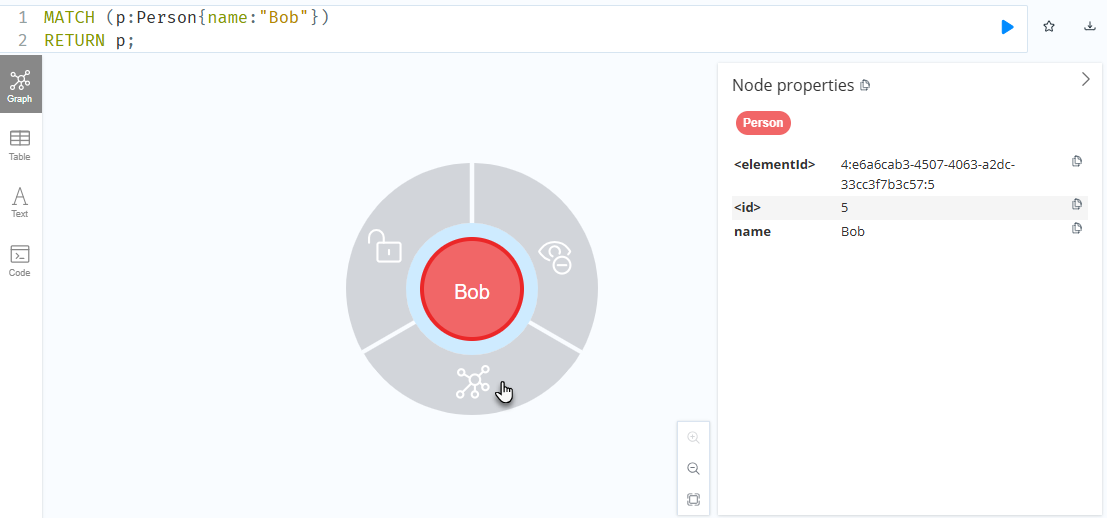 1 MATCH (p:Person{name:"Bob"})
2 RETURN p;
Graph
Table
Text
Code
Bob
Node properties
Person
<elementId> 4:e6a6cab3-4507-4063-a2dc-
33cc3f7b3c57:5
<id> 5
name Bob